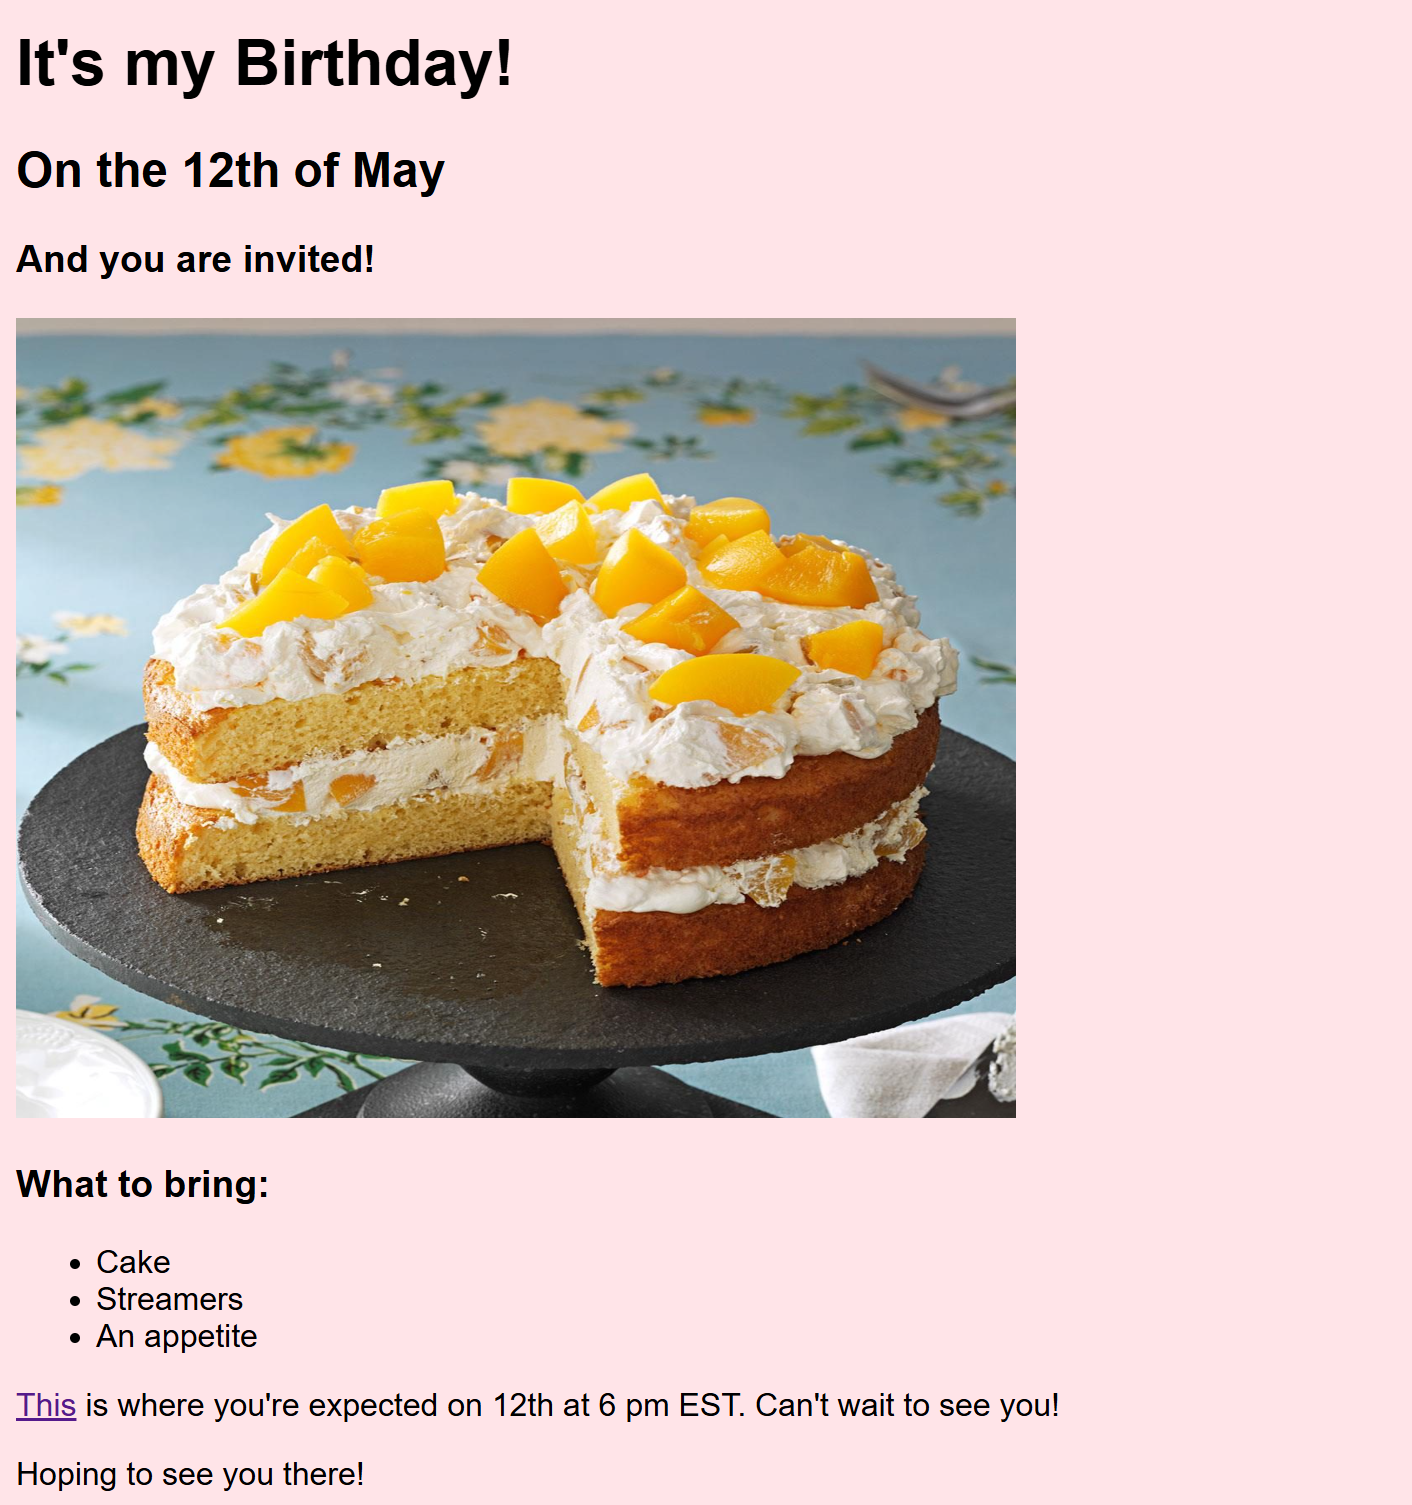 It's my Birthday!
On the 12th of May
And you are invited!
What to bring:
Cake
Streamers
An appetite
This is where you're expected on 12th at 6 pm EST. Can't wait to see you!
Hoping to see you there!